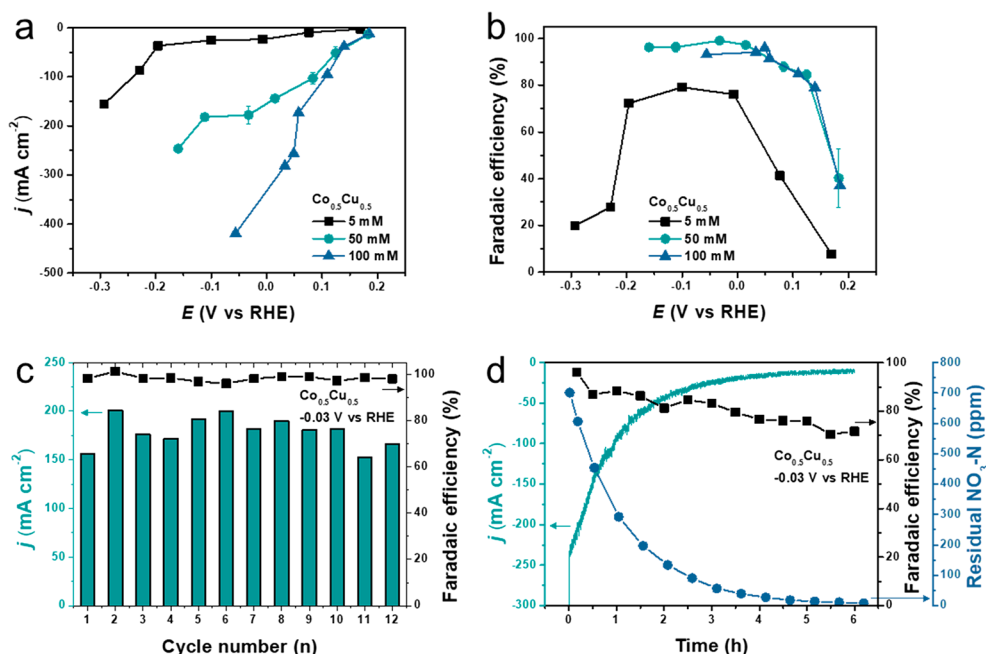 a
0
-100
-200
-300
-400
-500
j (mA cm⁻²)
Co₀.₅Cu₀.₅
5 mM
50 mM
100 mM
-0.3 -0.2 -0.1 0.0 0.1 0.2
E (V vs RHE)
b
100
80
60
40
20
0
Faradaic efficiency (%)
Co₀.₅Cu₀.₅
5 mM
50 mM
100 mM
-0.3 -0.2 -0.1 0.0 0.1 0.2
E (V vs RHE)
c
250
200
150
100
50
0
j (mA cm⁻²)
Co₀.₅Cu₀.₅
-0.03 V vs RHE
100
80
60
40
20
0
Faradaic efficiency (%)
1 2 3 4 5 6 7 8 9 10 11 12
Cycle number (n)
d
0
-50
-100
-150
-200
-250
-300
j (mA cm⁻²)
Co₀.₅Cu₀.₅
-0.03 V vs RHE
100
80
60
40
20
0
Faradaic efficiency (%)
800
700
600
500
400
300
200
100
0
Residual NO₃-N (ppm)
0 1 2 3 4 5 6
Time (h)